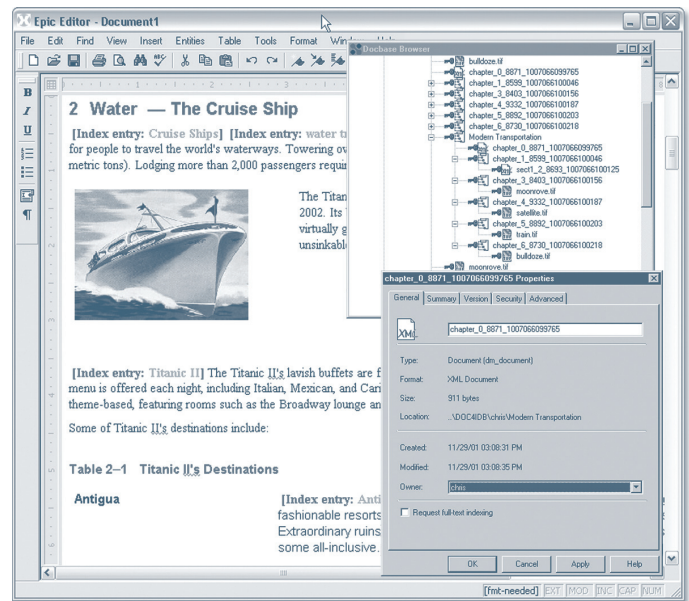 Epic Editor - Document1
File Edit Find View Insert Entities Table Tools Format Help
Docbase Browser
bulldoze.tif
chapter_0_8871_1007066099765
chapter_1_8599_1007066100046
chapter_3_8403_1007066100156
chapter_4_9332_1007066100187
chapter_5_8892_1007066100203
chapter_6_8730_1007066100218
Modern Transportation
chapter_0_8871_1007066099765
chapter_1_8599_1007066100046
sect1_2_8693_1007066100125
chapter_3_8403_1007066100156
moonrove.tif
chapter_4_9332_1007066100187
satellite.tif
chapter_5_8892_1007066100203
train.tif
chapter_6_8730_1007066100218
bulldoze.tif
moonrove.tif
B
I
U
2 Water — The Cruise Ship
[Index entry: Cruise Ships] [Index entry: water
for people to travel the world's waterways. Towering
metric tons). Lodging more than 2,000 passengers
The
2002. Its
virtually
[Index entry: Titanic II] The Titanic II's lavish buffets are
menu is offered each night, including Italian, Mexican, and
theme-based, featuring rooms such as the Broadway lounge
Some of Titanic II's destinations include:
Table 2–1 Titanic II's Destinations
Antigua
[Index entry:
fashionable resorts
Extraordinary ruins
some all-inclusive.
chapter_0_8871_1007066099765 Properties
General Summary Version Security Advanced
XML
chapter_0_8871_1007066099765
Type: Document (dm_document)
Format: XML Document
Size: 911 bytes
Location: ..\DOC4IDB\chris\Modern Transportation
Created: 11/29/01 03:08:31 PM
Modified: 11/29/01 03:08:35 PM
Owner: chris
Request full-text indexing
OK Cancel Apply Help
[fmt-needed] EXT MOD INC CAP NUM